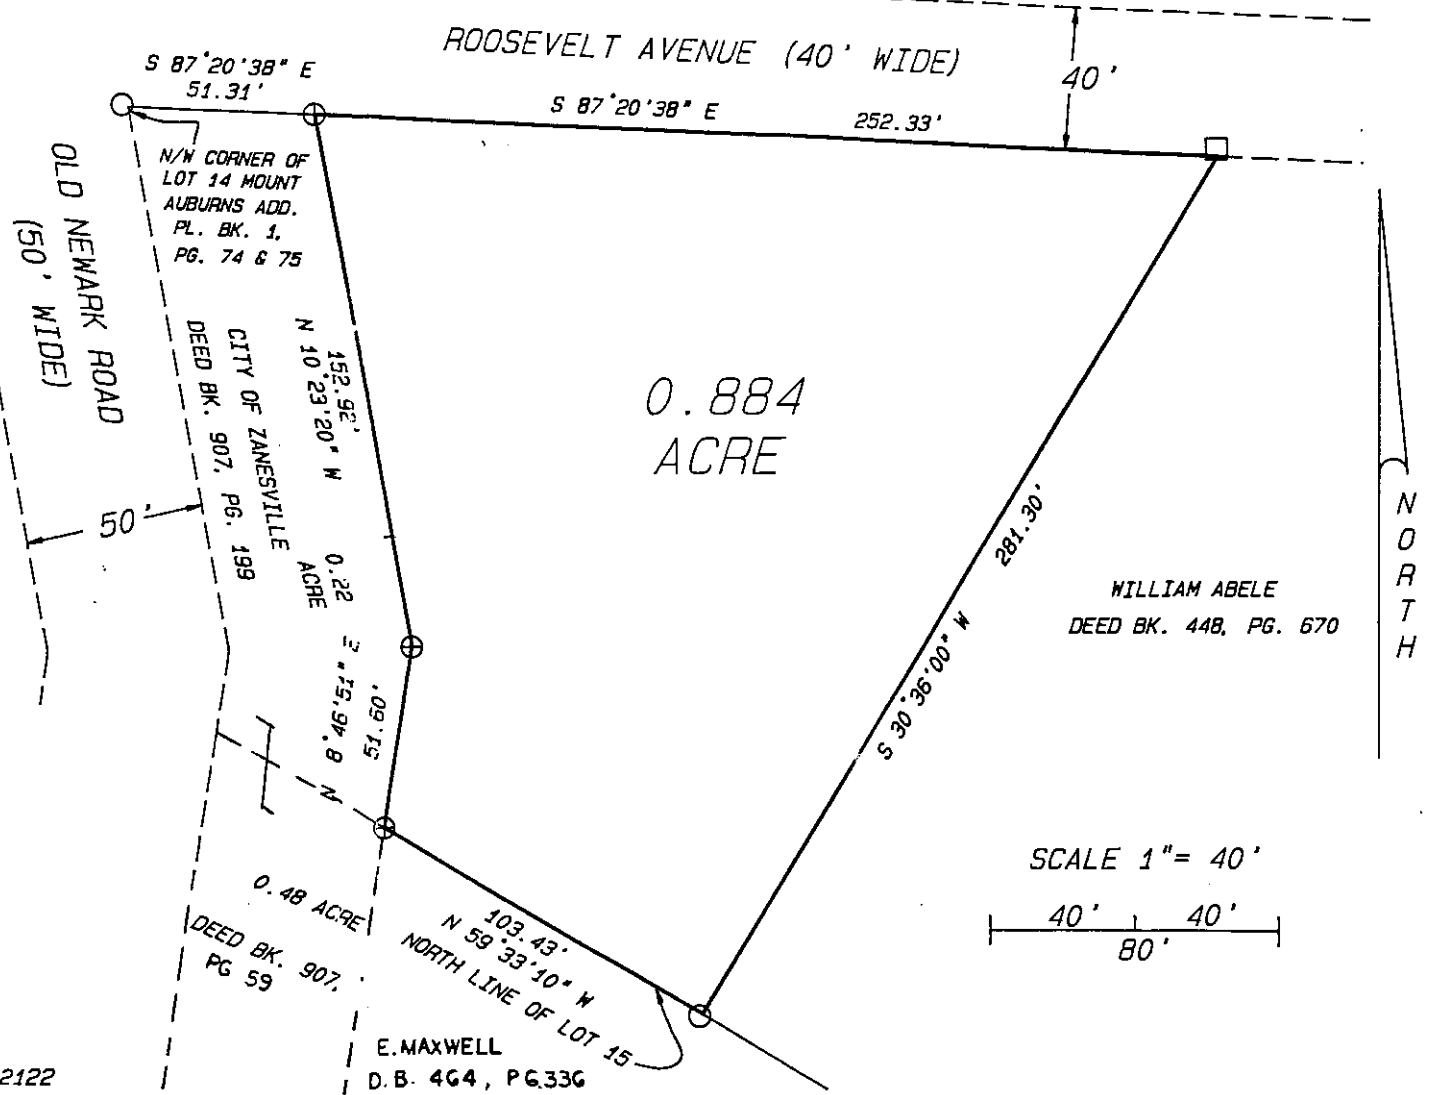 ROOSEVELT AVENUE (40' WIDE)
40'
S 87°20'38" E
51.31'
S 87°20'38" E
252.33'
N/W CORNER OF
LOT 14 MOUNT
AUBURNS ADD.
PL. BK. 1,
PG. 74 & 75
OLD NEWARK ROAD
(50' WIDE)
50'
CITY OF ZANESVILLE
DEED BK. 907, PG. 199
152.92'
N 10°23'20" W
0.22
ACRE
0.884
ACRE
N 8°46'51" E
51.60'
281.30'
S 30°36'00" W
WILLIAM ABELE
DEED BK. 448, PG. 670
NORTH
SCALE 1"= 40'
40' 40'
80'
0.48 ACRE
DEED BK. 907,
PG 59
103.43'
N 59°33'10" W
NORTH LINE OF LOT 15
E. MAXWELL
D.B. 464, PG.336
2122